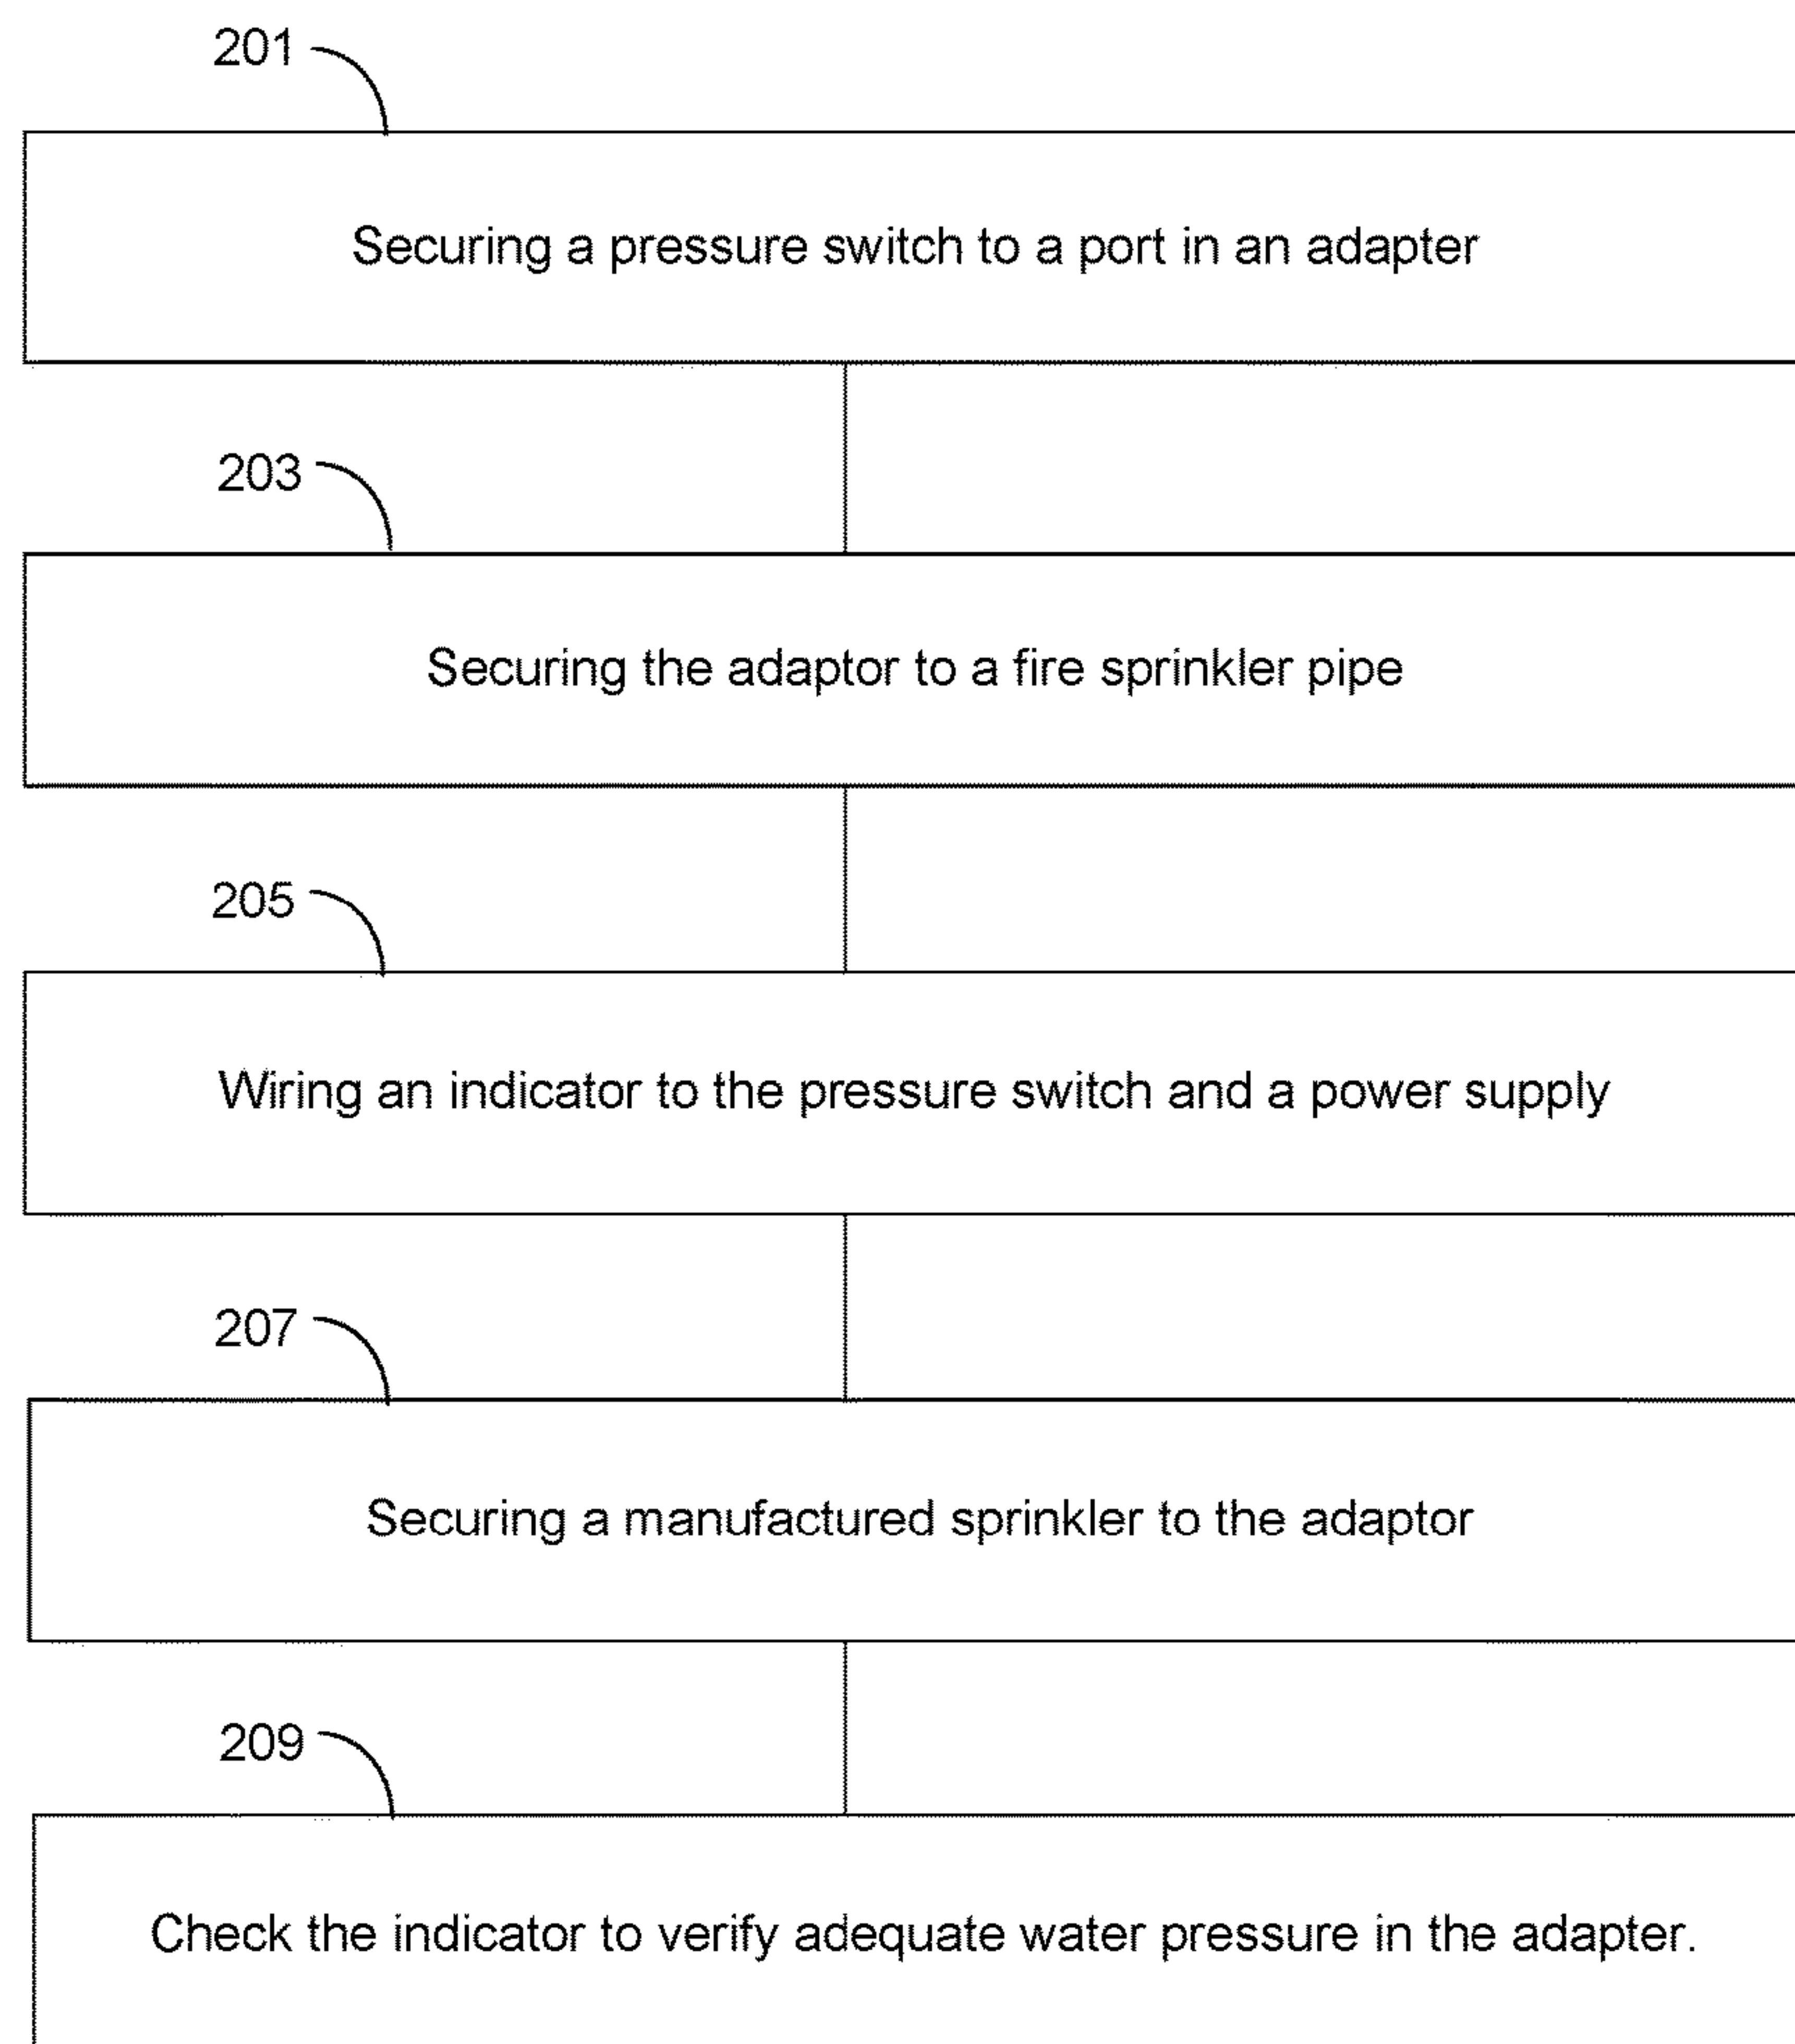 201
Securing a pressure switch to a port in an adapter
203
Securing the adaptor to a fire sprinkler pipe
205
Wiring an indicator to the pressure switch and a power supply
207
Securing a manufactured sprinkler to the adaptor
209
Check the indicator to verify adequate water pressure in the adapter.